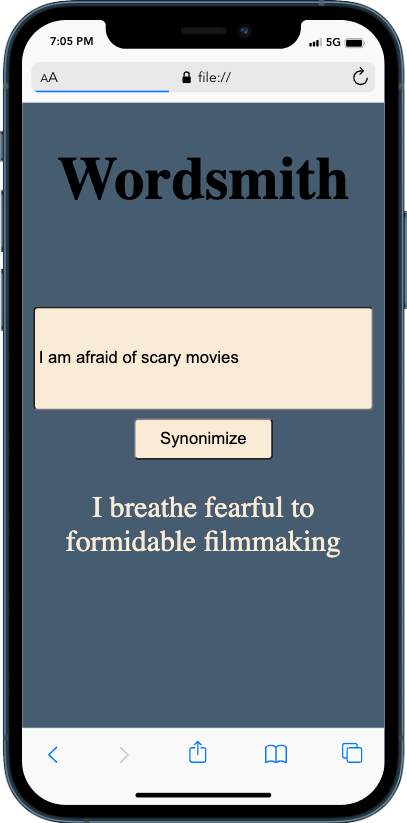 7:05 PM 5G
AA file://
Wordsmith
I am afraid of scary movies
Synonimize
I breathe fearful to
formidable filmmaking